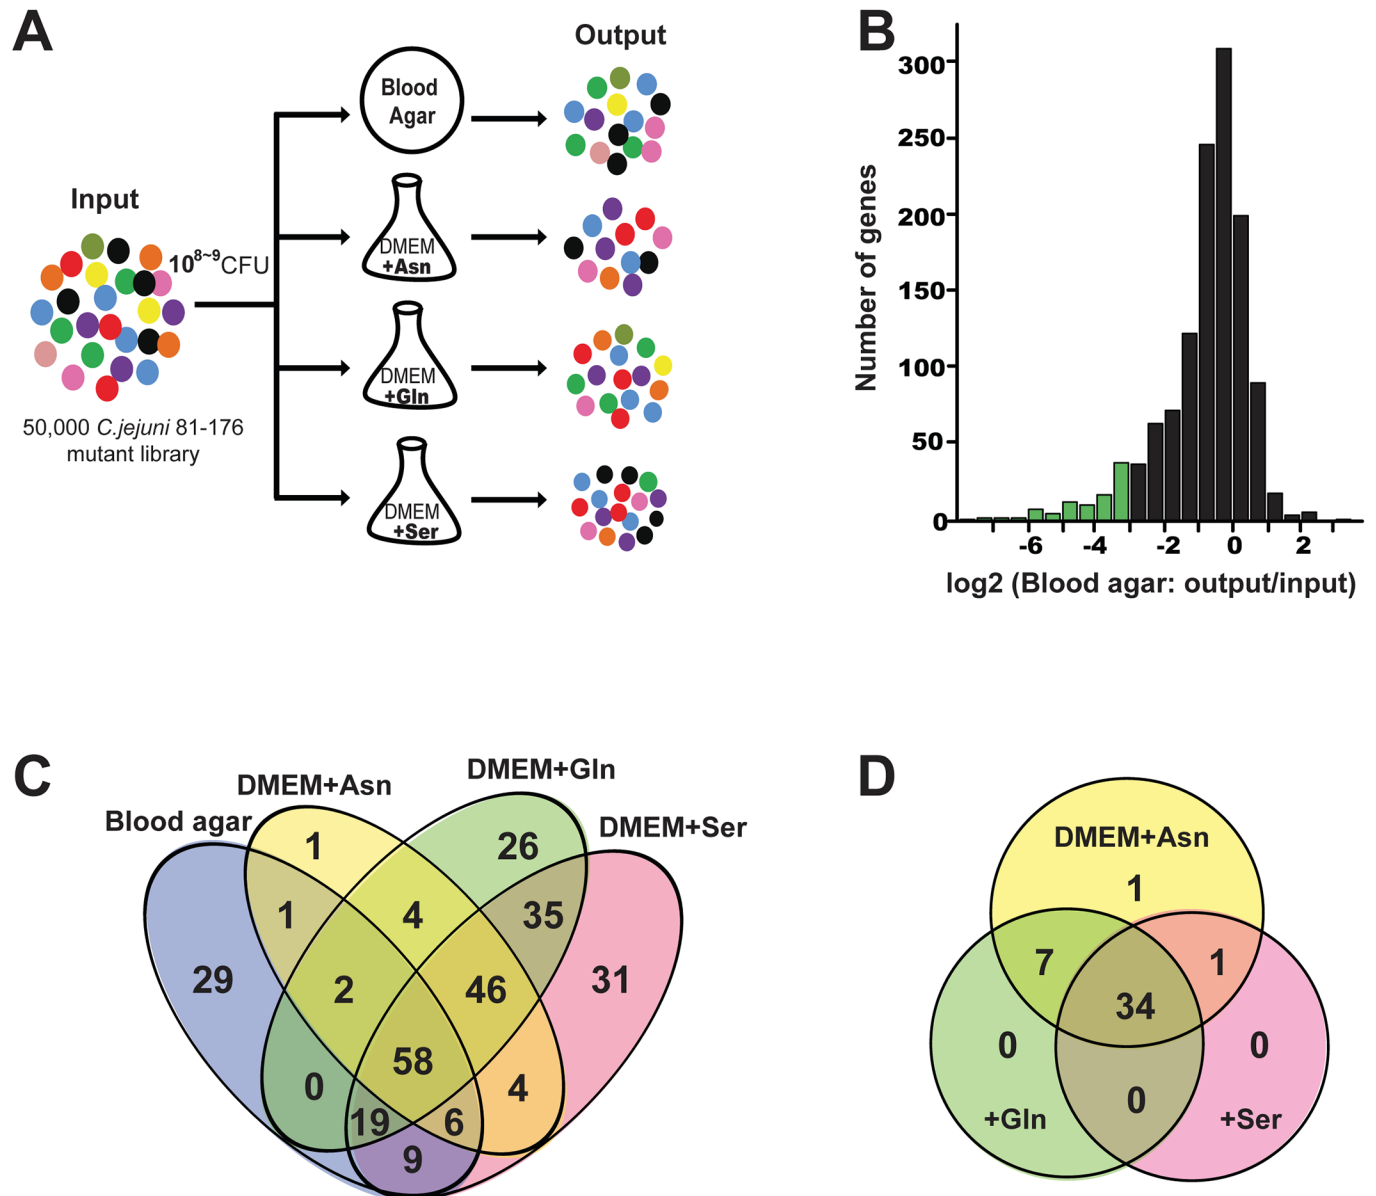 A
Input
10⁸~⁹CFU
50,000 C.jejuni 81-176
mutant library
Blood
Agar
DMEM
+Asn
DMEM
+Gln
DMEM
+Ser
Output
B
Number of genes
300
250
200
150
100
50
0
-6 -4 -2 0 2
log2 (Blood agar: output/input)
C
Blood agar
DMEM+Asn
DMEM+Gln
DMEM+Ser
1
26
1
4
35
29
2
46
31
58
0
4
19
6
9
D
DMEM+Asn
1
7
1
34
0
0
0
+Gln
+Ser